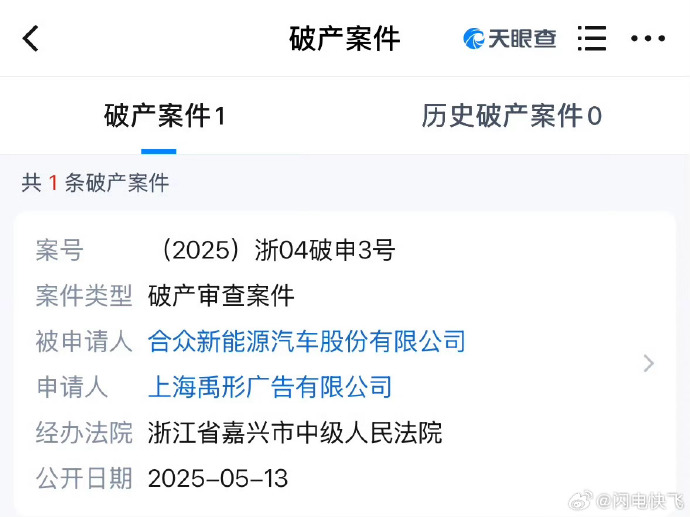 破产案件
天眼查
破产案件1
历史破产案件0
共 1 条破产案件
案号 （2025）浙04破申3号
案件类型 破产审查案件
被申请人 合众新能源汽车股份有限公司
申请人 上海禹形广告有限公司
经办法院 浙江省嘉兴市中级人民法院
公开日期 2025-05-13
@闪电快飞